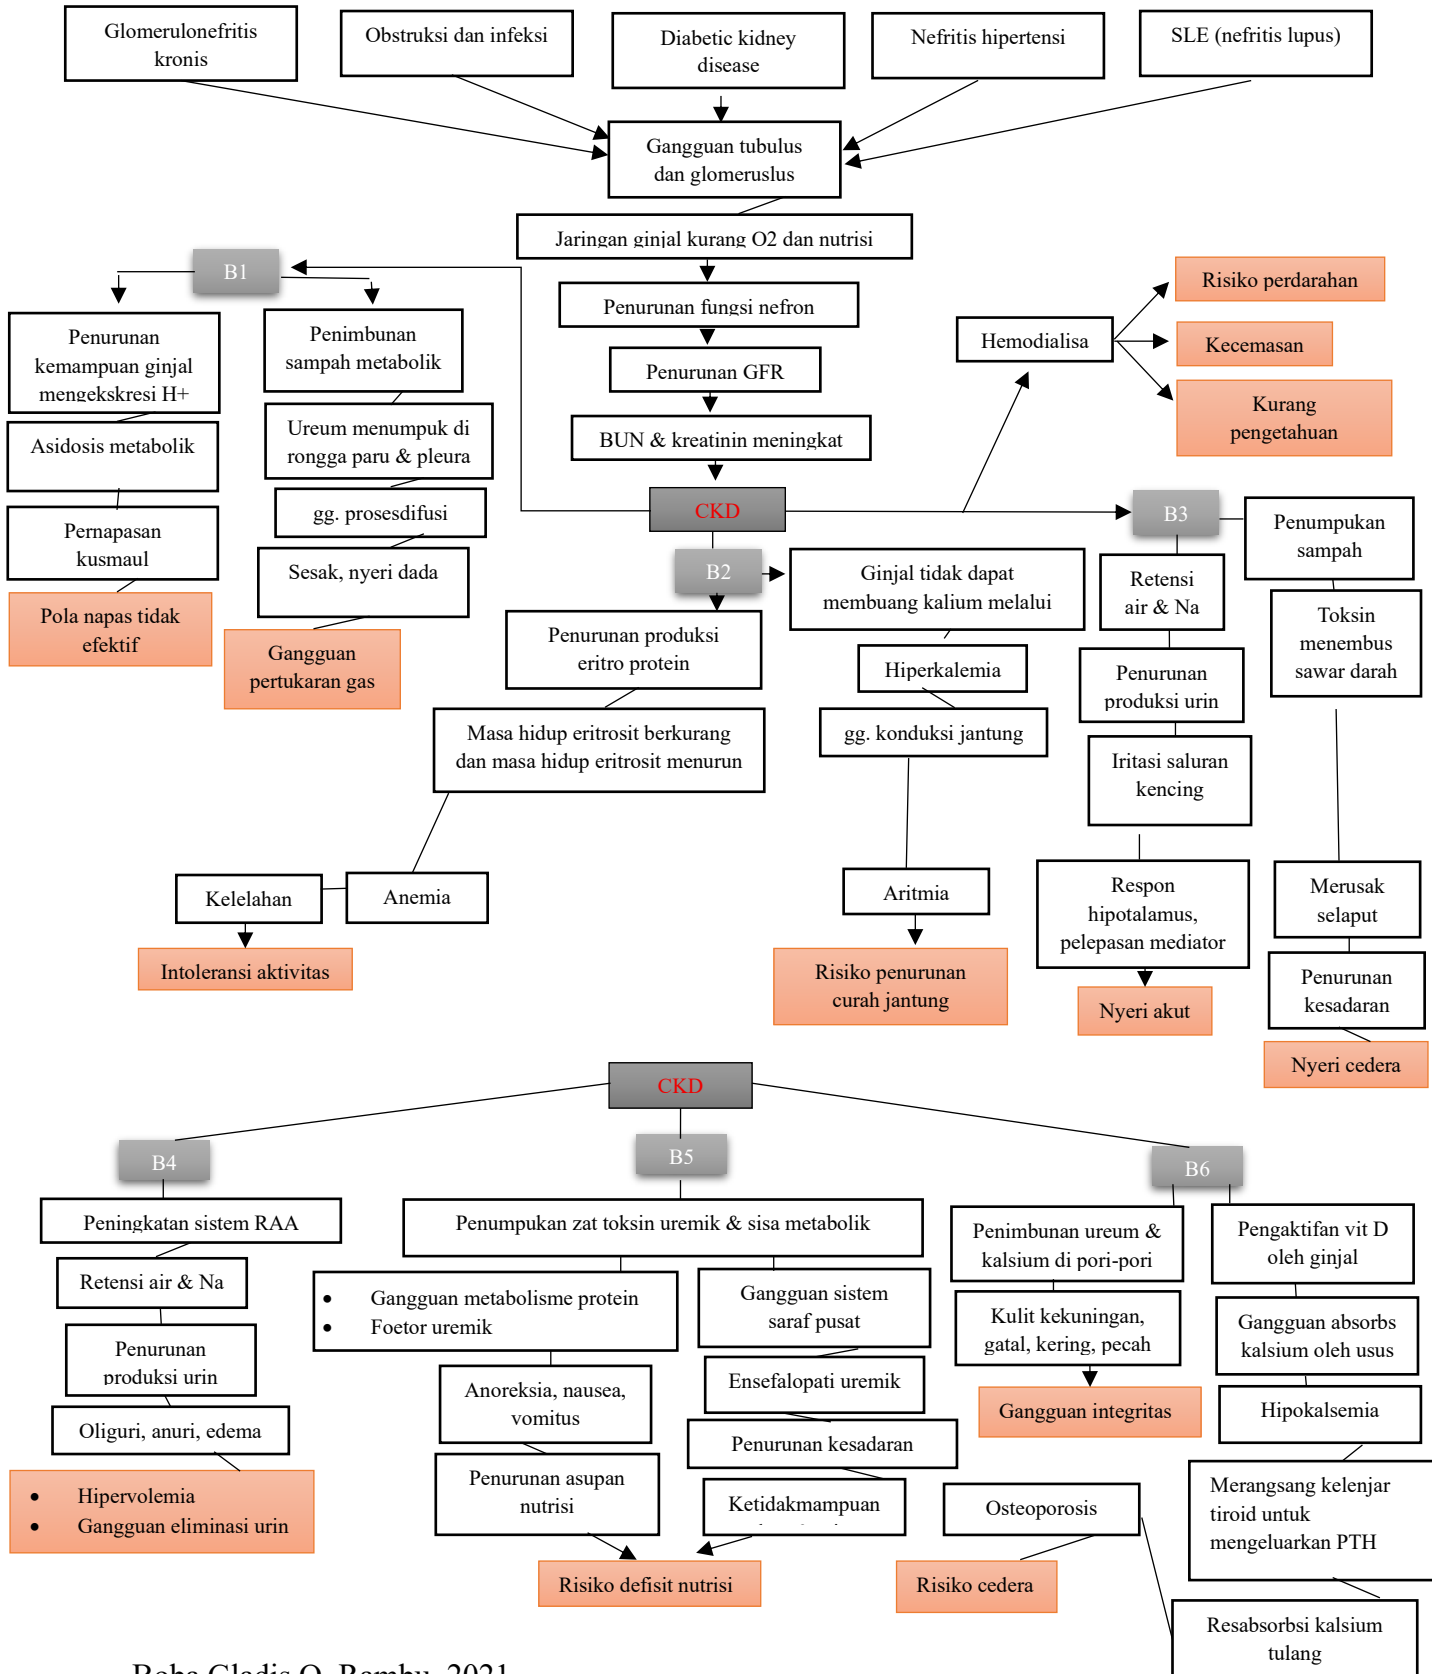 Glomerulonefritis
kronis
Obstruksi dan infeksi
Diabetic kidney
disease
Nefritis hipertensi
SLE (nefritis lupus)
Gangguan tubulus
dan glomeruslus
Jaringan ginjal kurang O2 dan nutrisi
B1
Risiko perdarahan
Penurunan fungsi nefron
Hemodialisa
Kecemasan
Penurunan
kemampuan ginjal
mengekskresi H+
Penimbunan
sampah metabolik
Penurunan GFR
Kurang
pengetahuan
Asidosis metabolik
Ureum menumpuk di
rongga paru & pleura
BUN & kreatinin meningkat
gg. prosesdifusi
CKD
B3
Penumpukan
sampah
Pernapasan
kusmaul
Sesak, nyeri dada
B2
Ginjal tidak dapat
membuang kalium melalui
Retensi
air & Na
Pola napas tidak
efektif
Gangguan
pertukaran gas
Penurunan produksi
eritro protein
Hiperkalemia
Penurunan
produksi urin
Toksin
menembus
sawar darah
Masa hidup eritrosit berkurang
dan masa hidup eritrosit menurun
gg. konduksi jantung
Iritasi saluran
kencing
Kelelahan
Anemia
Aritmia
Respon
hipotalamus,
pelepasan mediator
Merusak
selaput
Intoleransi aktivitas
Risiko penurunan
curah jantung
Nyeri akut
Penurunan
kesadaran
Nyeri cedera
CKD
B4
B5
B6
Peningkatan sistem RAA
Penumpukan zat toksin uremik & sisa metabolik
Penimbunan ureum &
kalsium di pori-pori
Pengaktifan vit D
oleh ginjal
Retensi air & Na
• Gangguan metabolisme protein
• Foetor uremik
Gangguan sistem
saraf pusat
Kulit kekuningan,
gatal, kering, pecah
Gangguan absorbs
kalsium oleh usus
Penurunan
produksi urin
Anoreksia, nausea,
vomitus
Ensefalopati uremik
Gangguan integritas
Hipokalsemia
Oliguri, anuri, edema
Penurunan kesadaran
• Hipervolemia
• Gangguan eliminasi urin
Penurunan asupan
nutrisi
Ketidakmampuan
Osteoporosis
Merangsang kelenjar
tiroid untuk
mengeluarkan PTH
Risiko defisit nutrisi
Risiko cedera
Resabsorbsi kalsium
tulang
Boba Gladis O. Bambu, 2021